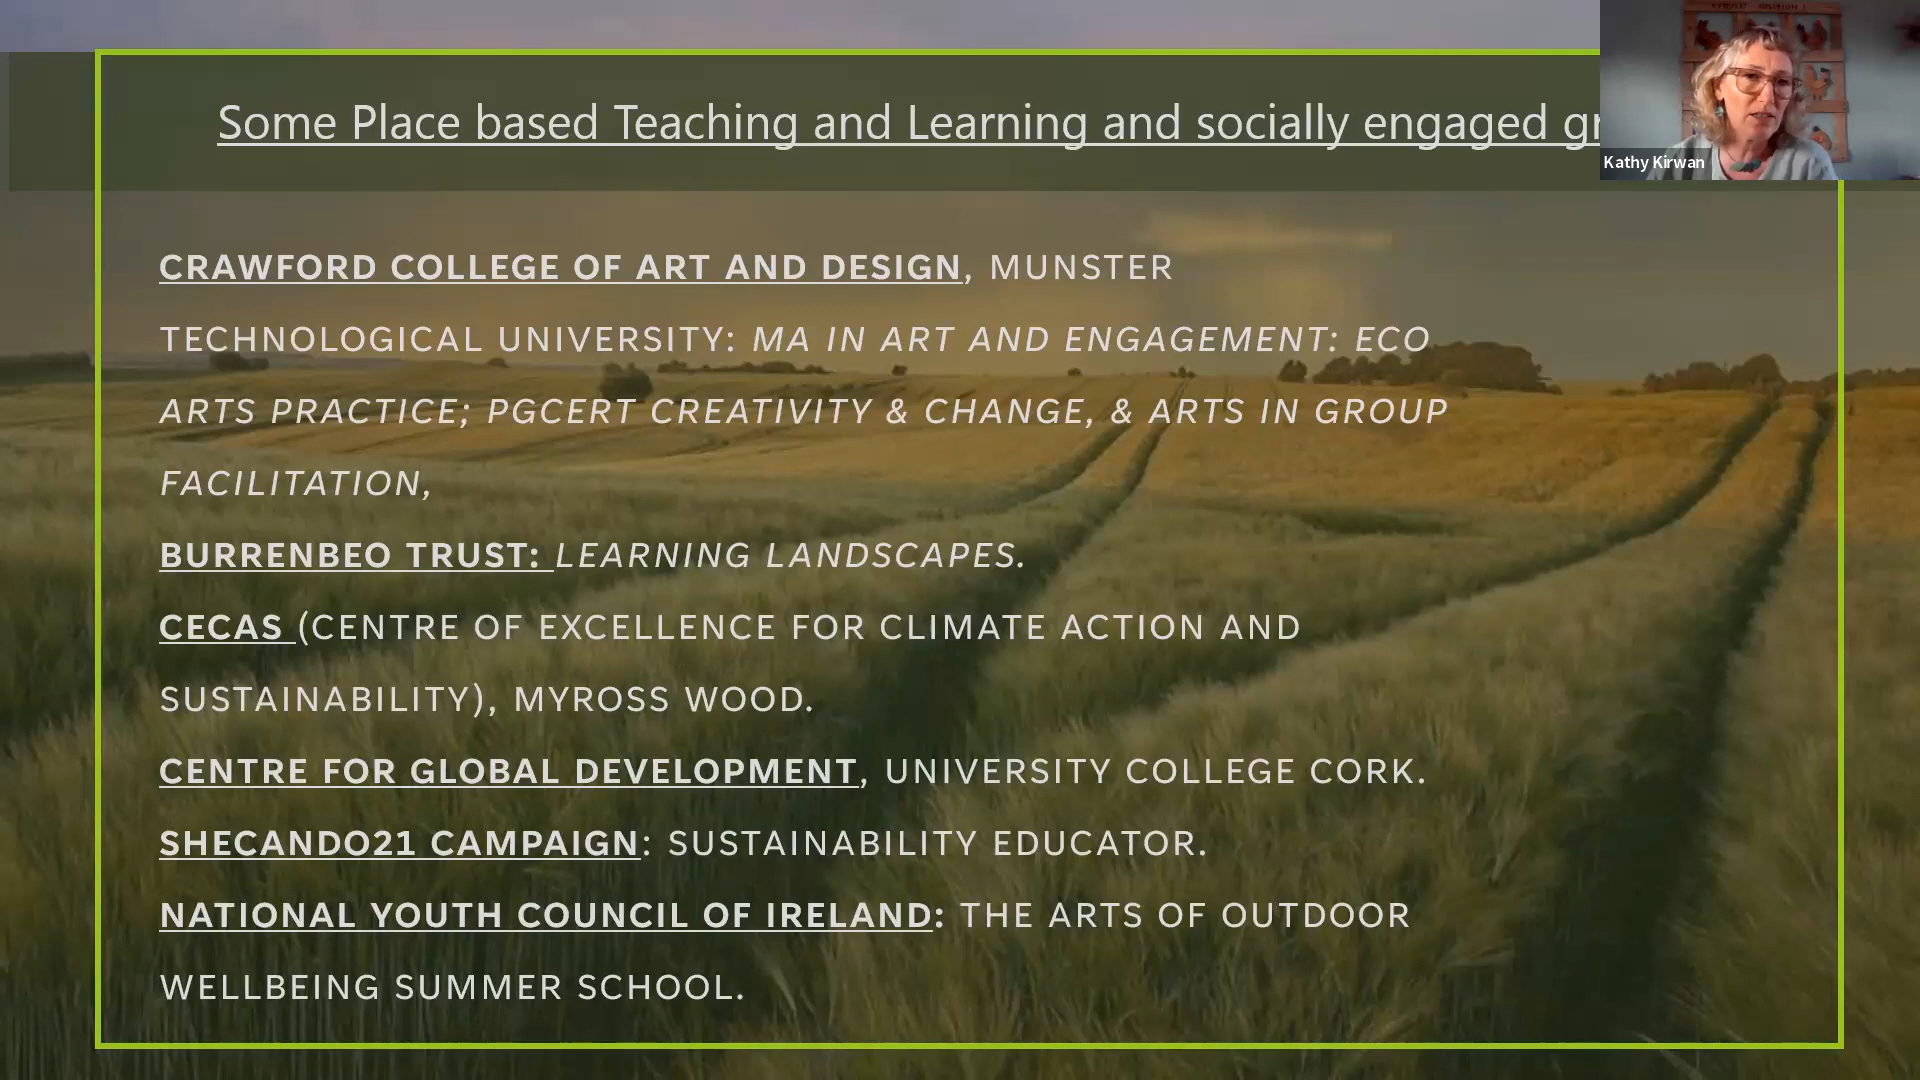 Some Place based Teaching and Learning and socially engaged
Kathy Kirwan
CRAWFORD COLLEGE OF ART AND DESIGN, MUNSTER
TECHNOLOGICAL UNIVERSITY: MA IN ART AND ENGAGEMENT: ECO
ARTS PRACTICE; PGCERT CREATIVITY & CHANGE, & ARTS IN GROUP
FACILITATION,
BURRENBEO TRUST: LEARNING LANDSCAPES.
CECAS (CENTRE OF EXCELLENCE FOR CLIMATE ACTION AND
SUSTAINABILITY), MYROSS WOOD.
CENTRE FOR GLOBAL DEVELOPMENT, UNIVERSITY COLLEGE CORK.
SHECANDO21 CAMPAIGN: SUSTAINABILITY EDUCATOR.
NATIONAL YOUTH COUNCIL OF IRELAND: THE ARTS OF OUTDOOR
WELLBEING SUMMER SCHOOL.